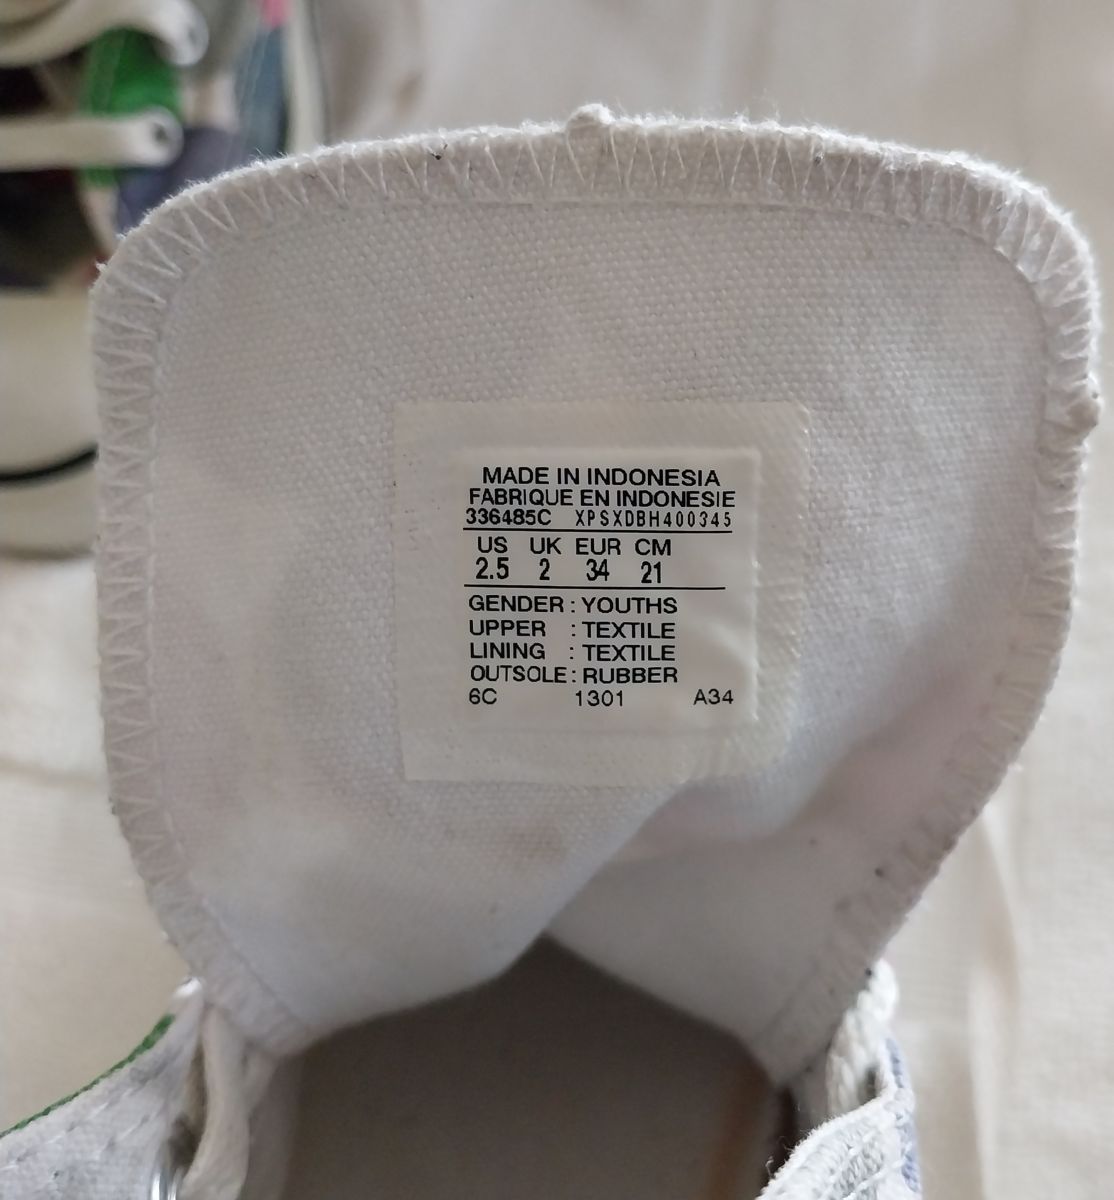 MADE IN INDONESIA
FABRIQUE EN INDONESIE
336485C XPSXDBH400345
US UK EUR CM
2.5 2 34 21
GENDER : YOUTHS
UPPER : TEXTILE
LINING : TEXTILE
OUTSOLE : RUBBER
6C 1301 A34